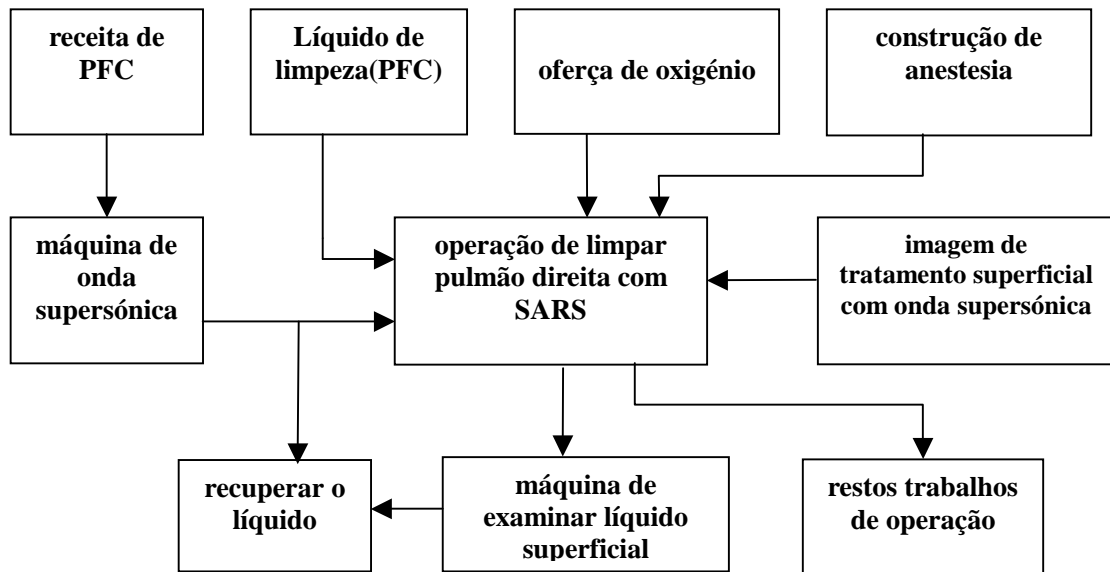 receita de
PFC
Líquido de
limpeza(PFC)
oferça de oxigénio
construção de
anestesia
máquina de
onda
supersónica
operação de limpar
pulmão direita com
SARS
imagem de
tratamento superficial
com onda supersónica
recuperar o
líquido
máquina de
examinar líquido
superficial
restos trabalhos
de operação